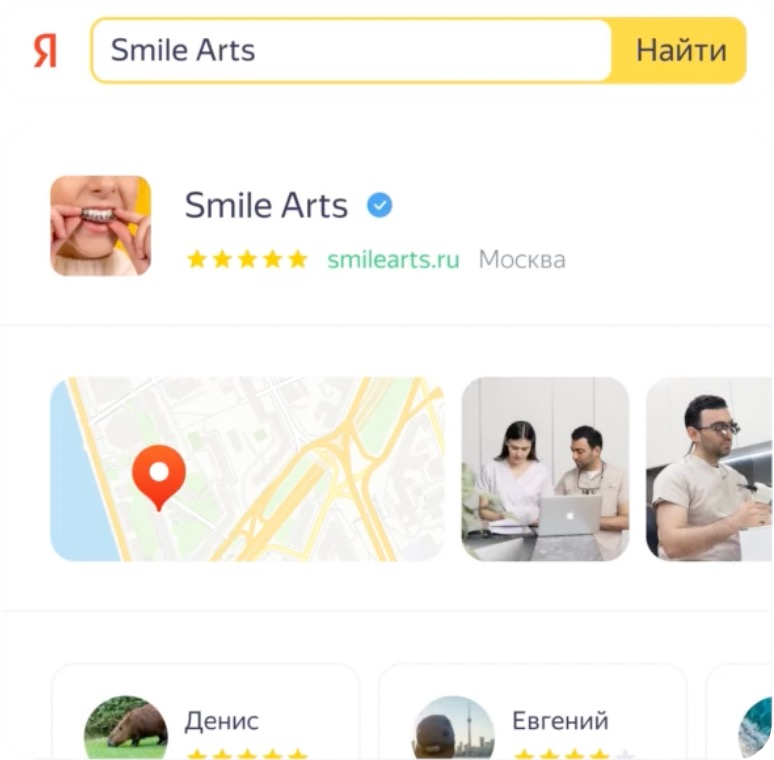 Я Smile Arts Найти
Smile Arts
smilearts.ru Москва
Денис
Евгений